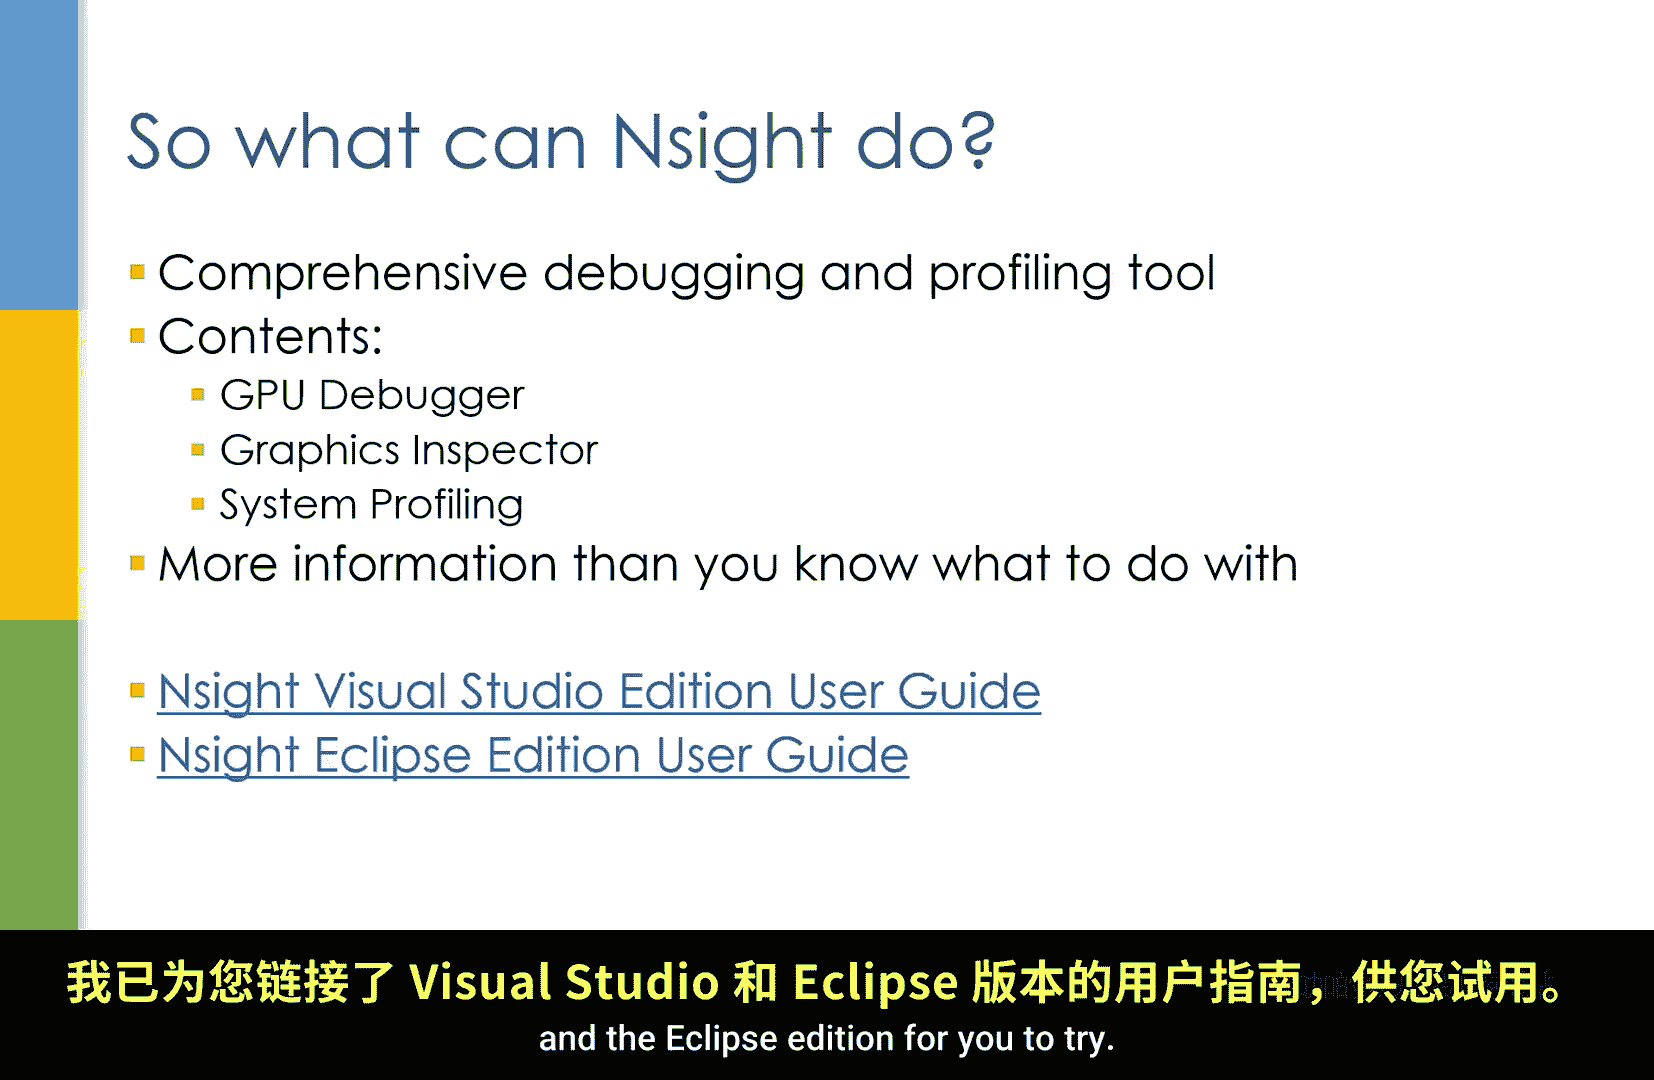 So what can Nsight do?
Comprehensive debugging and profiling tool
Contents:
GPU Debugger
Graphics Inspector
System Profiling
More information than you know what to do with
Nsight Visual Studio Edition User Guide
Nsight Eclipse Edition User Guide
我已为您链接了 Visual Studio 和 Eclipse 版本的用户指南，供您试用。
and the Eclipse edition for you to try.